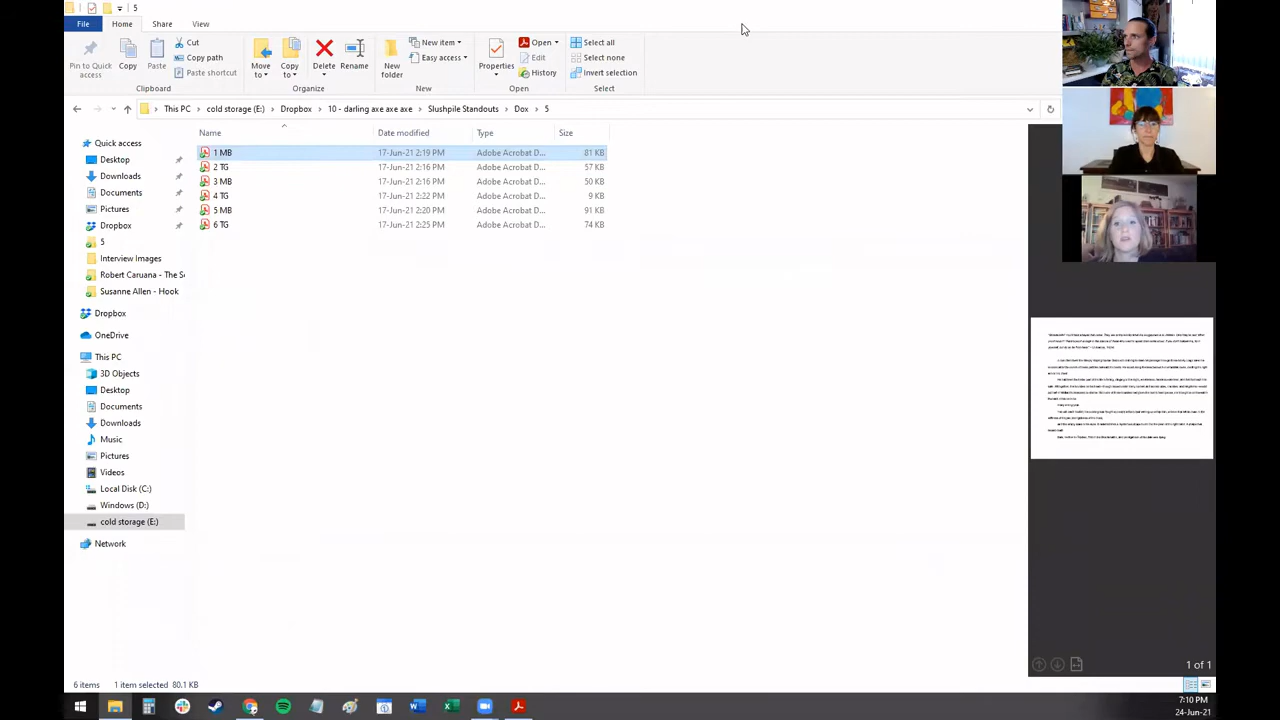 5
File Home Share View
Pin to Quick access
Copy
Paste
Cut
Copy path
Paste shortcut
Clipboard
Move to
Copy to
Delete
Rename
Organize
New folder
New item
Easy access
New
Properties
Open
Edit
History
Open
Select all
Select none
Invert selection
Select
This PC > cold storage (E:) > Dropbox > 10 - darling axe axe axe > Slushpile Standouts > Dox > 5
Name Date modified Type Size
1 MB 17-Jun-21 2:19 PM Adobe Acrobat D... 81 KB
2 TG 17-Jun-21 2:16 PM Adobe Acrobat D... 57 KB
3 MB 17-Jun-21 2:16 PM Adobe Acrobat D... 50 KB
4 TG 17-Jun-21 2:22 PM Adobe Acrobat D... 9 KB
5 MB 17-Jun-21 2:20 PM Adobe Acrobat D... 91 KB
6 TG 17-Jun-21 2:25 PM Adobe Acrobat D... 74 KB
Quick access
Desktop
Downloads
Documents
Pictures
Dropbox
5
Interview Images
Robert Caruana - The S
Susanne Allen - Hook
Dropbox
OneDrive
This PC
3D Objects
Desktop
Documents
Downloads
Music
Pictures
Videos
Local Disk (C:)
Windows (D:)
cold storage (E:)
Network
1 of 1
6 items 1 item selected 80.1 KB
7:10 PM
24-Jun-21